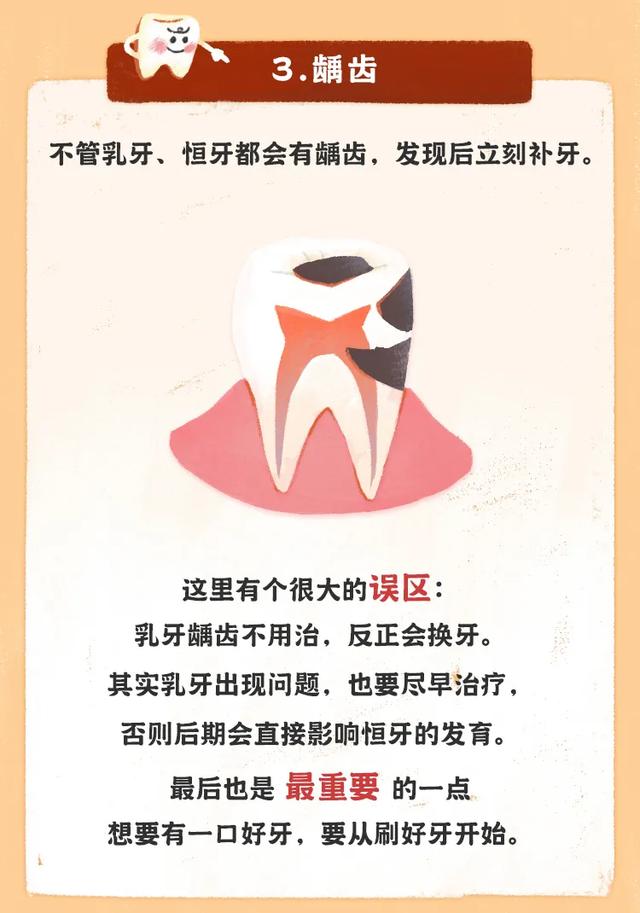 3.龋齿
不管乳牙、恒牙都会有龋齿，发现后立刻补牙。
这里有个很大的误区：
乳牙龋齿不用治，反正会换牙。
其实乳牙出现问题，也要尽早治疗，
否则后期会直接影响恒牙的发育。
最后也是 最重要 的一点
想要有一口好牙，要从刷好牙开始。